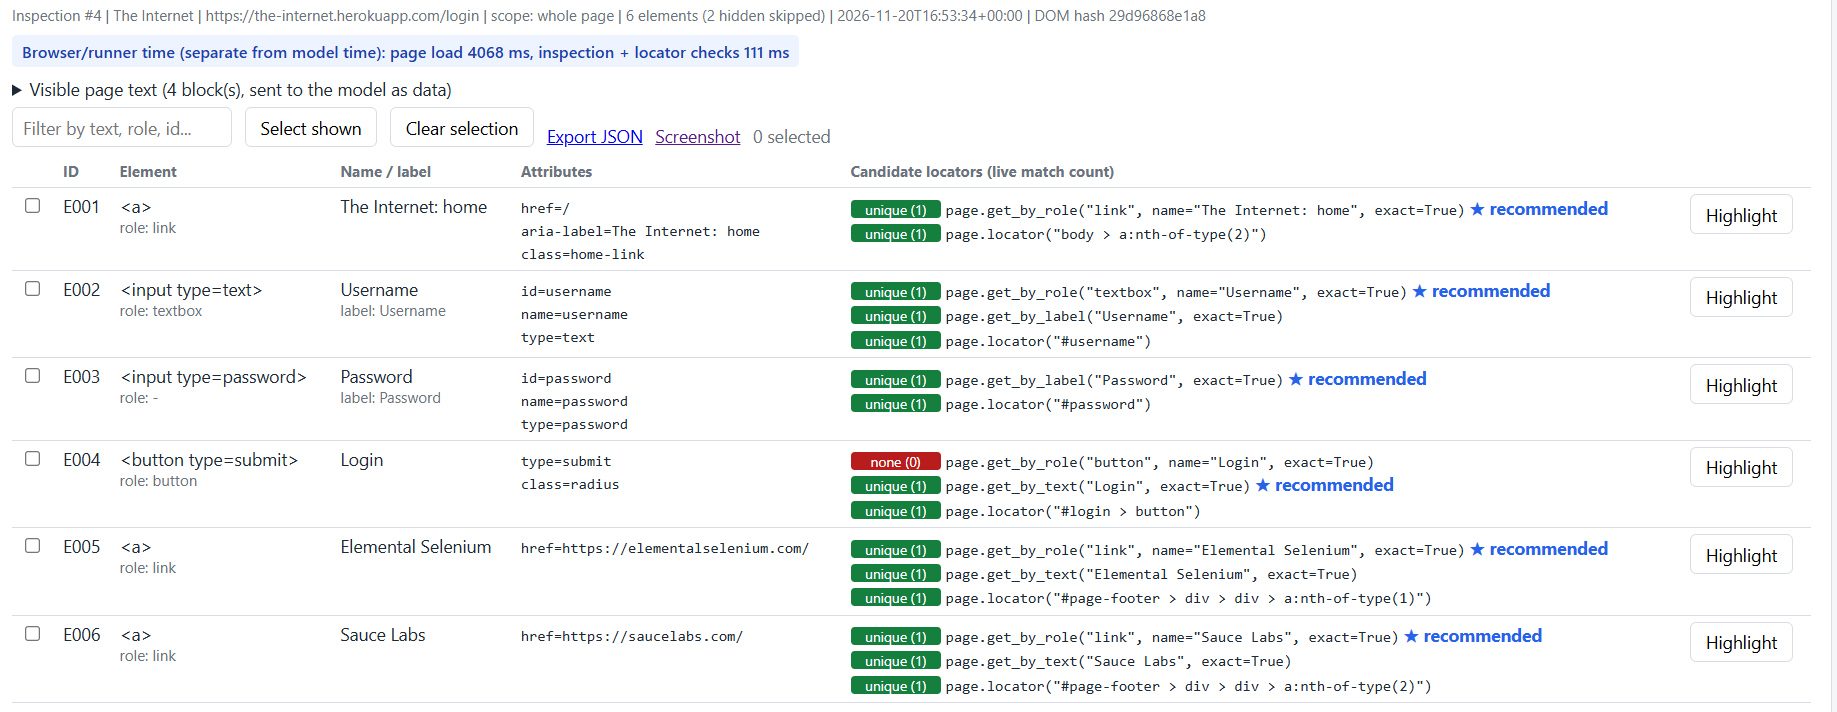 Inspection #4 | The Internet | https://the-internet.herokuapp.com/login | scope: whole page | 6 elements (2 hidden skipped) | 2026-11-20T16:53:34+00:00 | DOM hash 29d96868e1a8
Browser/runner time (separate from model time): page load 4068 ms, inspection + locator checks 111 ms
▶ Visible page text (4 block(s), sent to the model as data)
Filter by text, role, id... Select shown Clear selection Export JSON Screenshot 0 selected
ID Element Name / label Attributes Candidate locators (live match count)
E001 <a> The Internet: home href=/ unique (1) page.get_by_role("link", name="The Internet: home", exact=True) ★ recommended Highlight
role: link aria-label=The Internet: home unique (1) page.locator("body > a:nth-of-type(2)")
class=home-link
E002 <input type=text> Username id=username unique (1) page.get_by_role("textbox", name="Username", exact=True) ★ recommended Highlight
role: textbox label: Username name=username unique (1) page.get_by_label("Username", exact=True)
type=text unique (1) page.locator("#username")
E003 <input type=password> Password id=password unique (1) page.get_by_label("Password", exact=True) ★ recommended Highlight
role: - label: Password name=password unique (1) page.locator("#password")
type=password
E004 <button type=submit> Login type=submit none (0) page.get_by_role("button", name="Login", exact=True) Highlight
role: button class=radius unique (1) page.get_by_text("Login", exact=True) ★ recommended
unique (1) page.locator("#login > button")
E005 <a> Elemental Selenium href=https://elementalselenium.com/ unique (1) page.get_by_role("link", name="Elemental Selenium", exact=True) ★ recommended Highlight
role: link unique (1) page.get_by_text("Elemental Selenium", exact=True)
unique (1) page.locator("#page-footer > div > div > a:nth-of-type(1)")
E006 <a> Sauce Labs href=https://saucelabs.com/ unique (1) page.get_by_role("link", name="Sauce Labs", exact=True) ★ recommended Highlight
role: link unique (1) page.get_by_text("Sauce Labs", exact=True)
unique (1) page.locator("#page-footer > div > div > a:nth-of-type(2)")